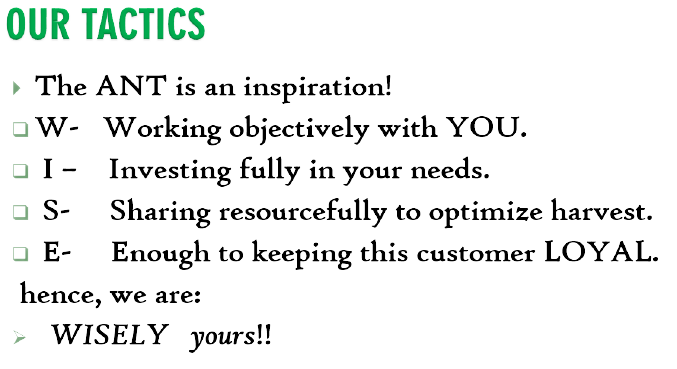 OUR TACTICS
The ANT is an inspiration!
W- Working objectively with YOU.
I – Investing fully in your needs.
S- Sharing resourcefully to optimize harvest.
E- Enough to keeping this customer LOYAL.
hence, we are:
WISELY yours!!